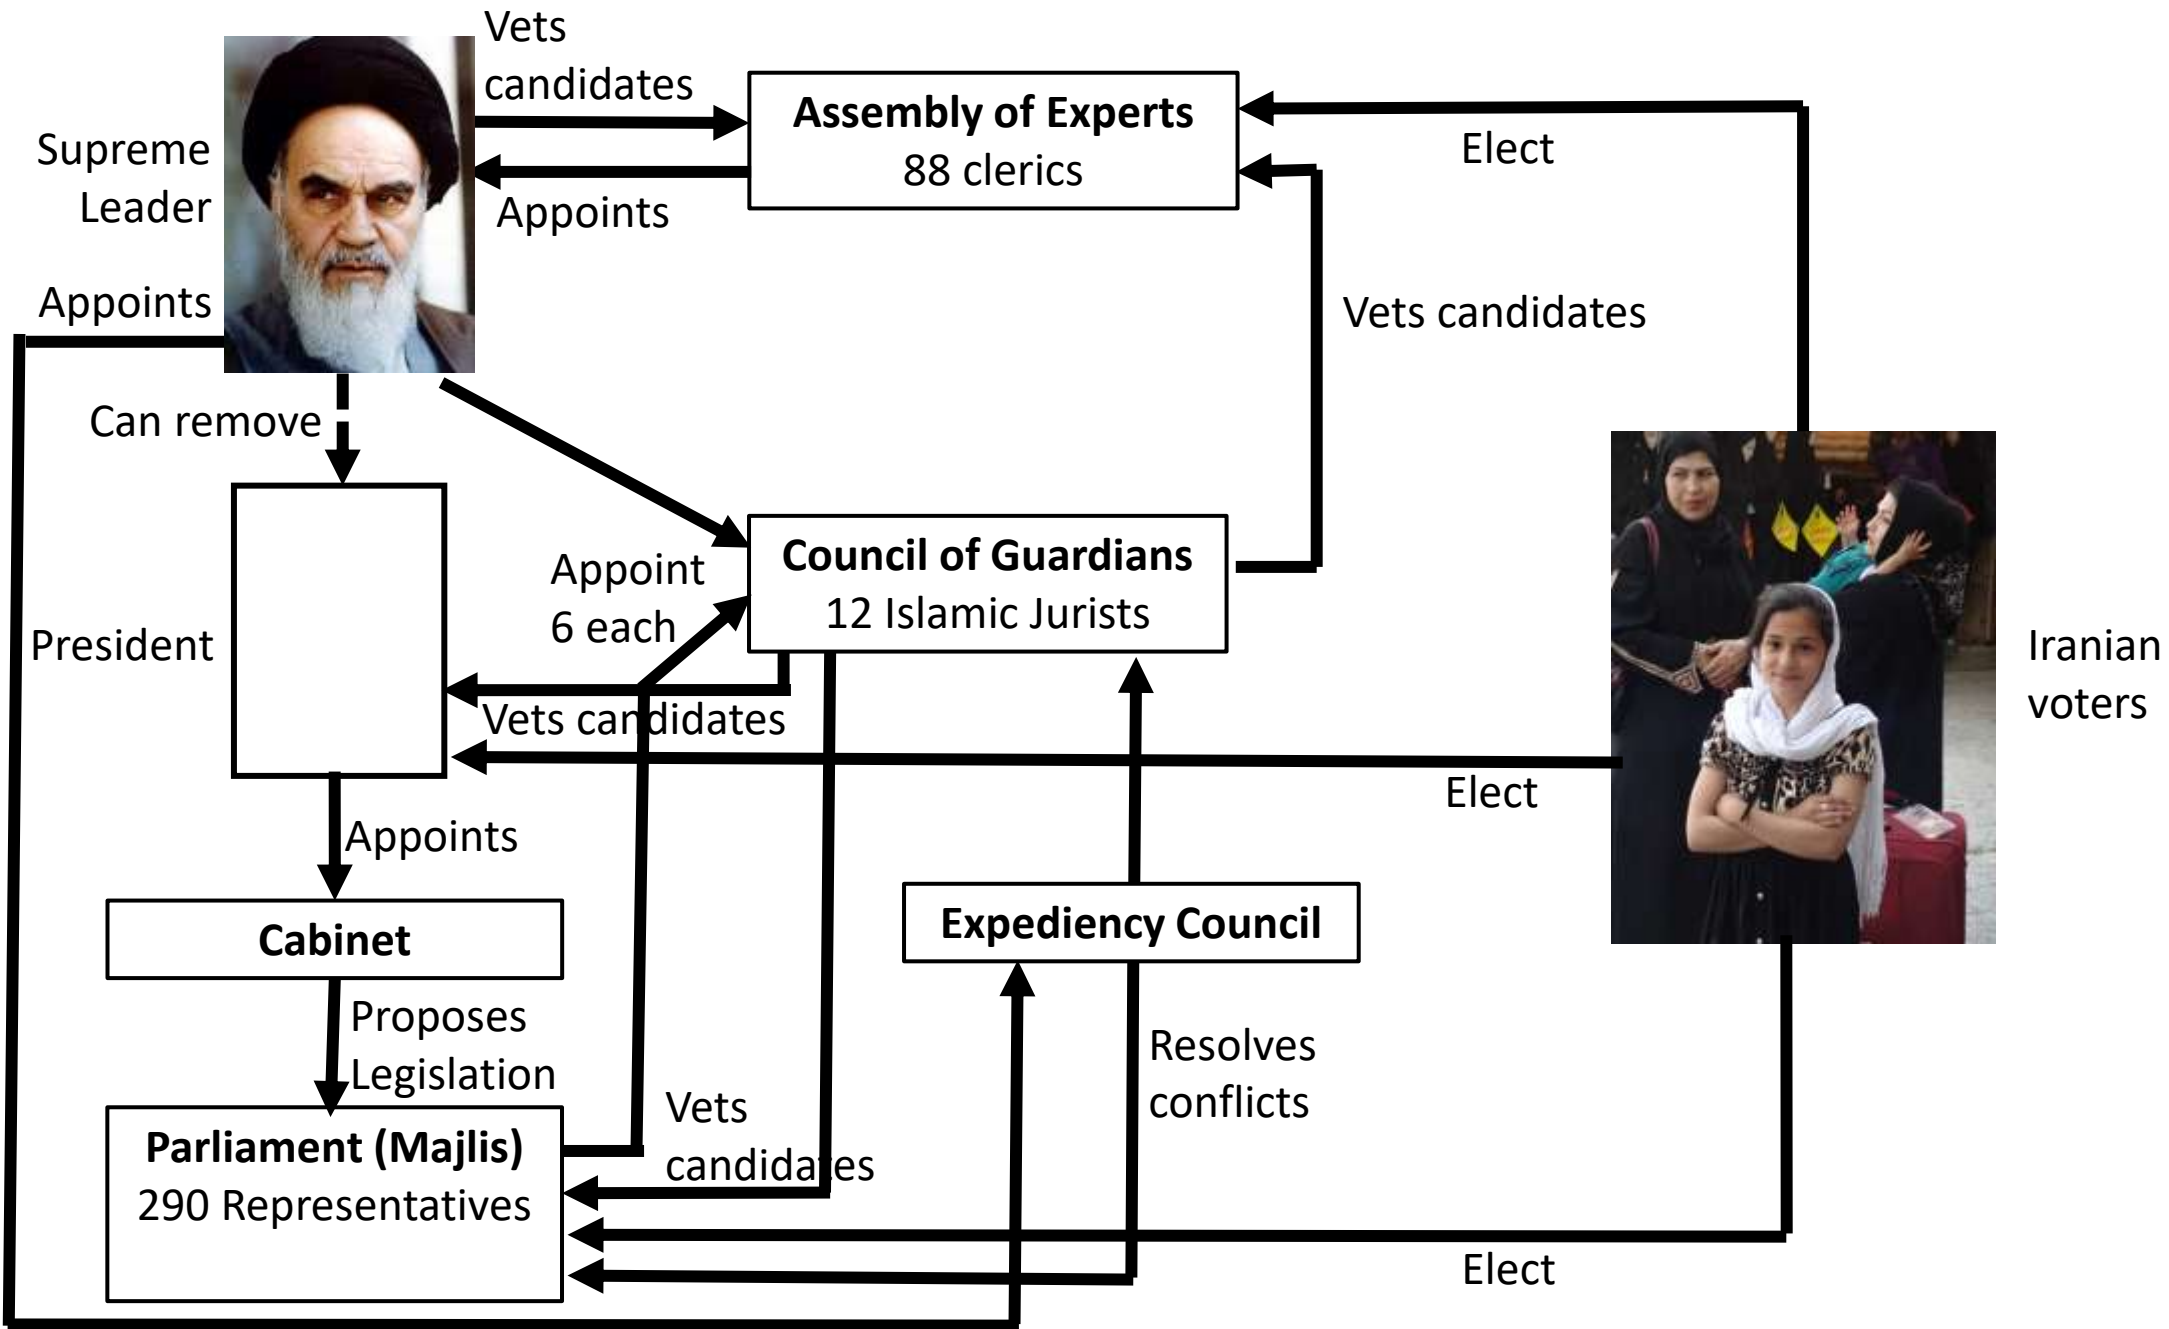 Vets
candidates
Assembly of Experts
88 clerics
Elect
Supreme
Leader
Appoints
Appoints
Vets candidates
Can remove
Council of Guardians
12 Islamic Jurists
Appoint
6 each
President
Iranian
voters
Vets candidates
Elect
Appoints
Cabinet
Expediency Council
Proposes
Legislation
Resolves
conflicts
Vets
candidates
Parliament (Majlis)
290 Representatives
Elect